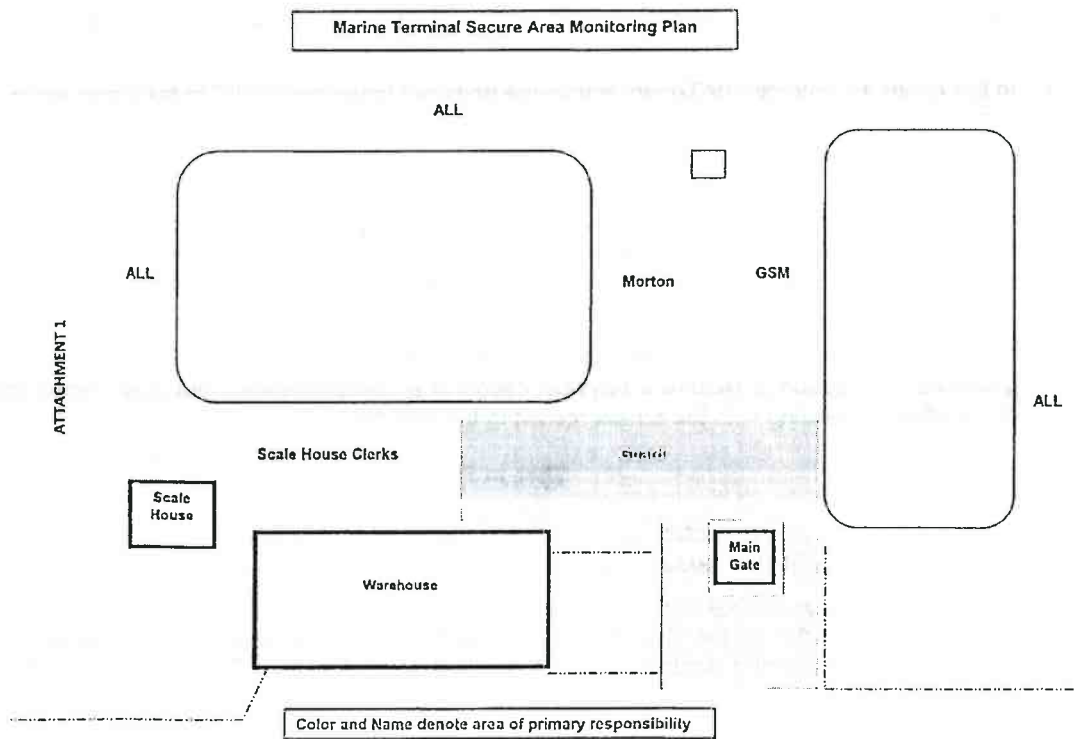 Marine Terminal Secure Area Monitoring Plan
ALL
ALL
Morton
GSM
ATTACHMENT 1
ALL
Scale House Clerks
Scale
House
Main
Gate
Warehouse
Color and Name denote area of primary responsibility